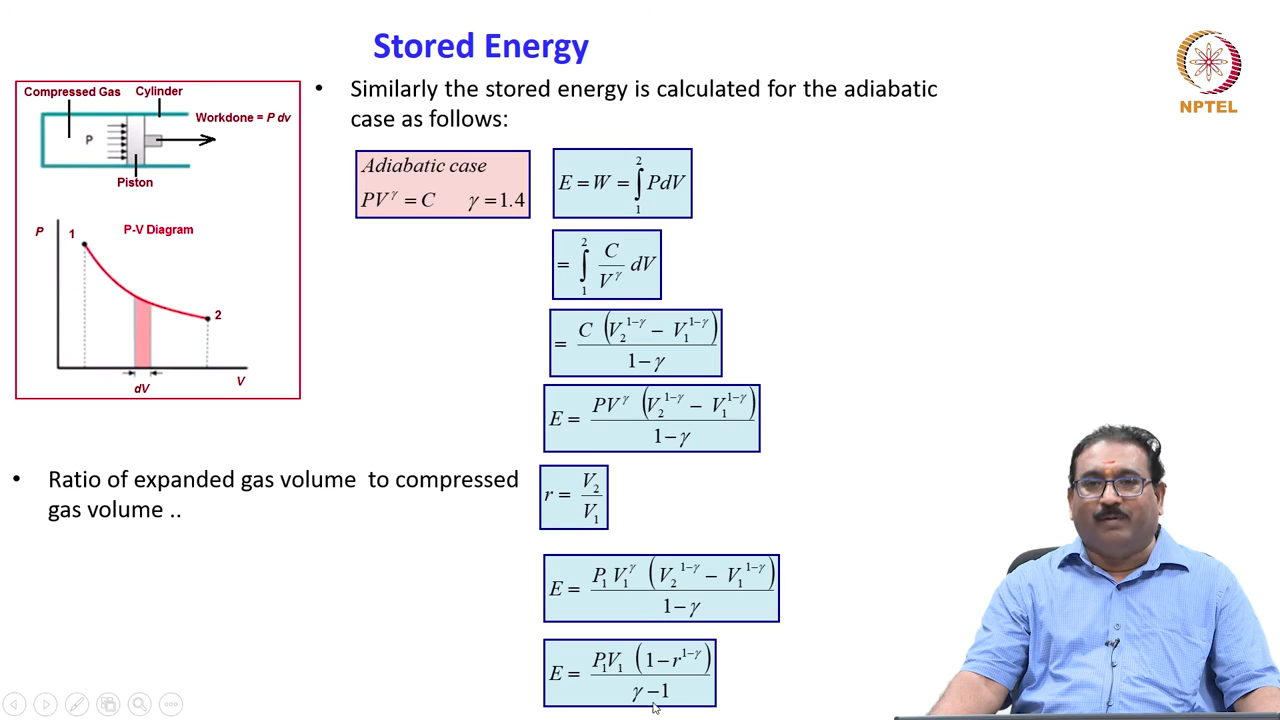 Stored Energy
NPTEL
Compressed Gas Cylinder
Workdone = P dv
P
Piston
P 1 P-V Diagram
2
dV V
• Similarly the stored energy is calculated for the adiabatic
case as follows:
Adiabatic case
PV^γ = C γ = 1.4
E = W = ∫₁² PdV
= ∫₁² C / V^γ dV
= C (V₂^(1−γ) − V₁^(1−γ)) / 1−γ
E = PV^γ (V₂^(1−γ) − V₁^(1−γ)) / 1−γ
• Ratio of expanded gas volume to compressed
gas volume ..
r = V₂ / V₁
E = P₁V₁^γ (V₂^(1−γ) − V₁^(1−γ)) / 1−γ
E = P₁V₁ (1−r^(1−γ)) / γ−1